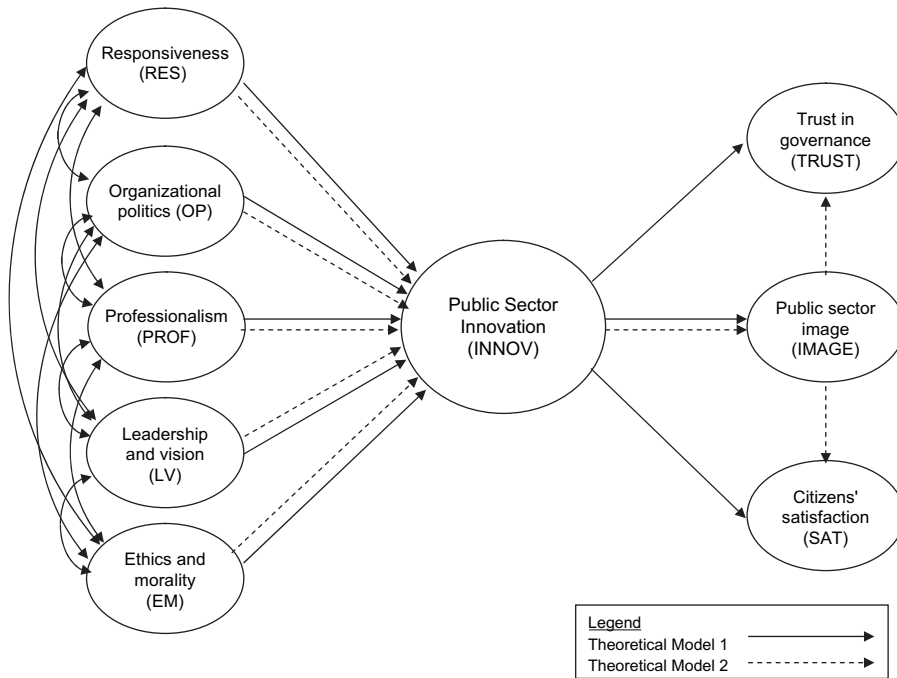 Responsiveness
(RES)
Organizational
politics (OP)
Professionalism
(PROF)
Leadership
and vision
(LV)
Ethics and
morality
(EM)
Public Sector
Innovation
(INNOV)
Trust in
governance
(TRUST)
Public sector
image
(IMAGE)
Citizens'
satisfaction
(SAT)
Legend
Theoretical Model 1
Theoretical Model 2